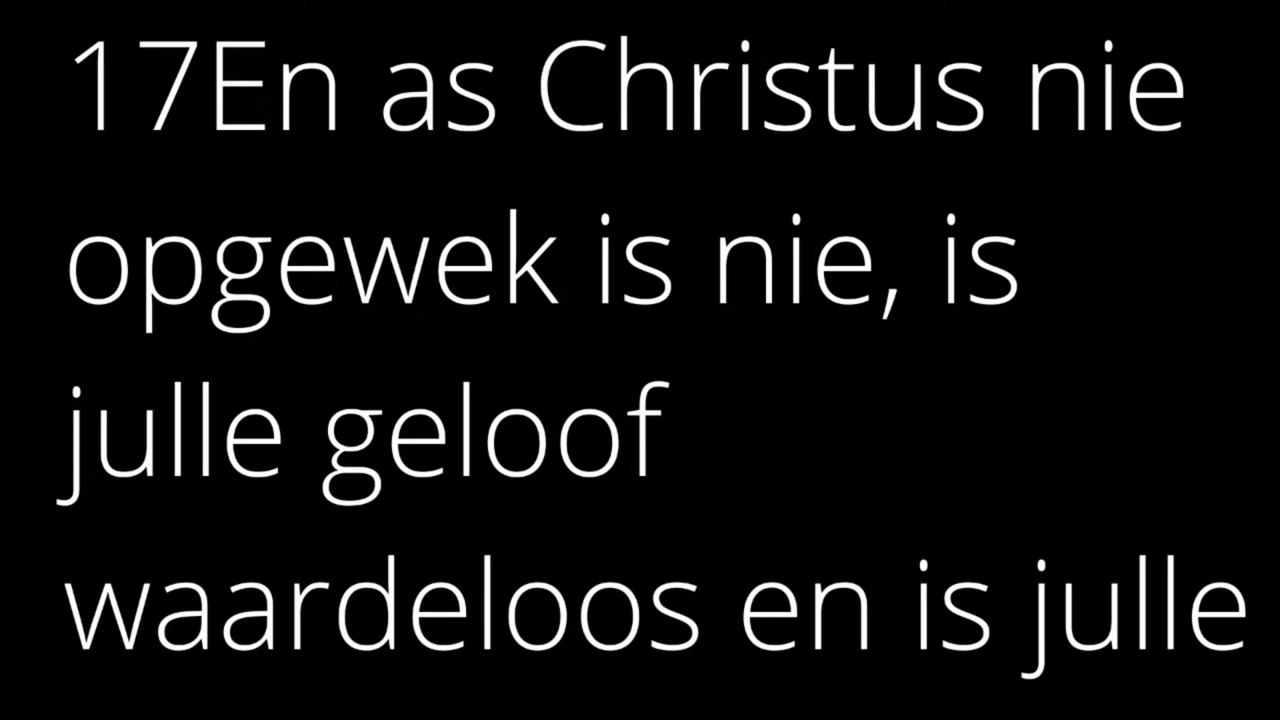 17En as Christus nie
opgewek is nie, is
julle geloof
waardeloos en is julle